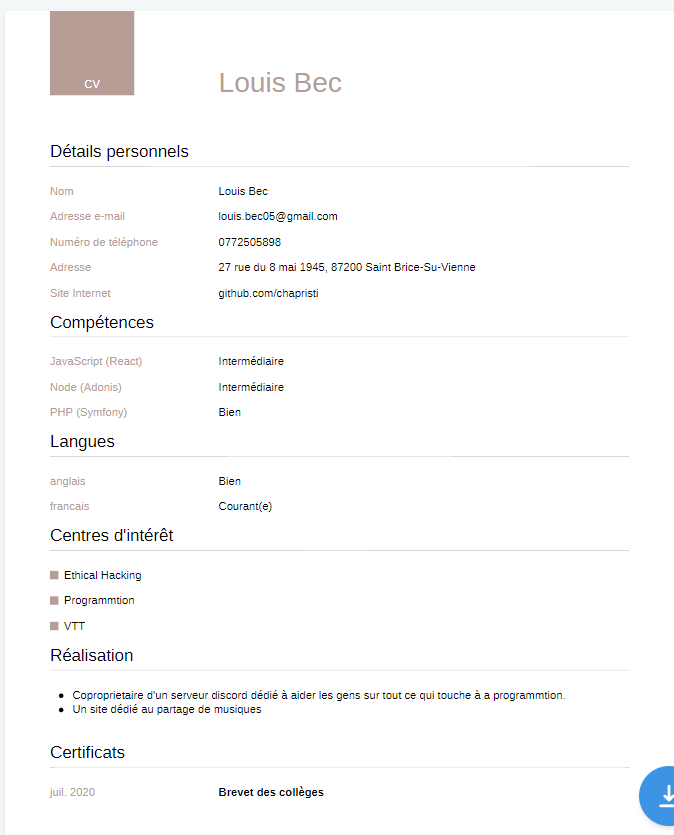 CV
Louis Bec
Détails personnels
Nom Louis Bec
Adresse e-mail louis.bec05@gmail.com
Numéro de téléphone 0772505898
Adresse 27 rue du 8 mai 1945, 87200 Saint Brice-Su-Vienne
Site Internet github.com/chapristi
Compétences
JavaScript (React) Intermédiaire
Node (Adonis) Intermédiaire
PHP (Symfony) Bien
Langues
anglais Bien
francais Courant(e)
Centres d'intérêt
Ethical Hacking
Programmtion
VTT
Réalisation
Coproprietaire d'un serveur discord dédié à aider les gens sur tout ce qui touche à a programmtion.
Un site dédié au partage de musiques
Certificats
juil. 2020 Brevet des collèges